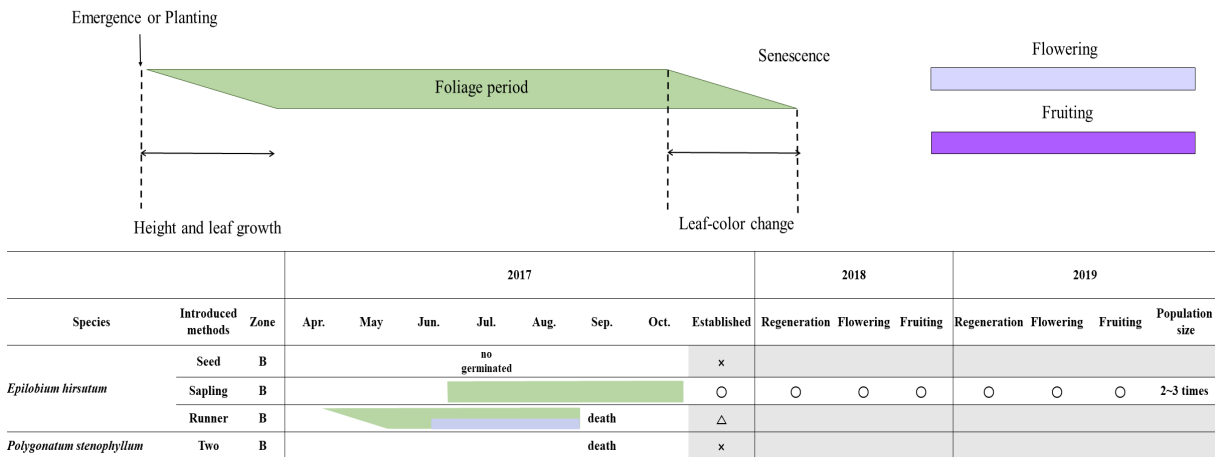 Emergence or Planting
Senescence
Flowering
Foliage period
Fruiting
Height and leaf growth
Leaf-color change
2017 2018 2019
Species Introduced methods Zone Apr. May Jun. Jul. Aug. Sep. Oct. Established Regeneration Flowering Fruiting Regeneration Flowering Fruiting Population size
Epilobium hirsutum
Seed B no germinated ×
Sapling B ○ ○ ○ ○ ○ ○ ○ 2~3 times
Runner B death △
Polygonatum stenophyllum Two B death ×